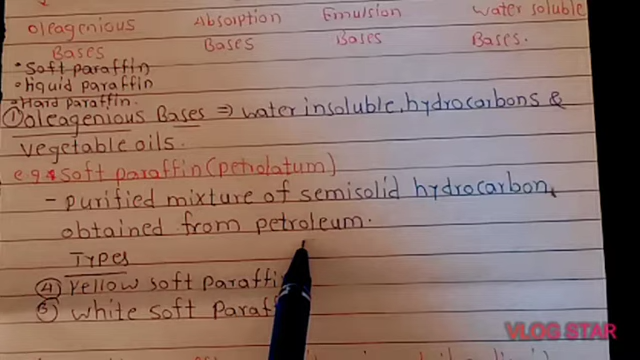 oleagenious Absorption Emulsion water soluble
Bases Bases Bases Bases.
• Soft paraffin
• liquid paraffin
• Hard paraffin.
① oleagenious Bases ⇒ water insoluble, hydrocarbons &
vegetable oils.
eg • soft paraffin (petrolatum)
- purified mixture of semisolid hydrocarbon,
obtained from petroleum.
Types
yellow soft
white soft
VLOG STAR